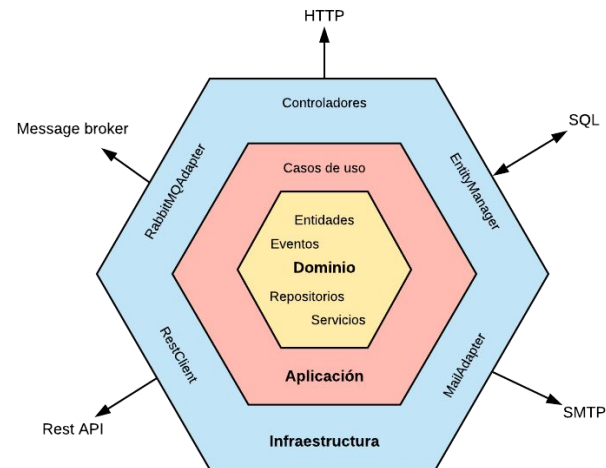 HTTP
Controladores
Message broker
SQL
RabbitMQAdapter
EntityManager
Casos de uso
Entidades
Eventos
Dominio
Repositorios
Servicios
RestClient
MailAdapter
Aplicación
Rest API
SMTP
Infraestructura